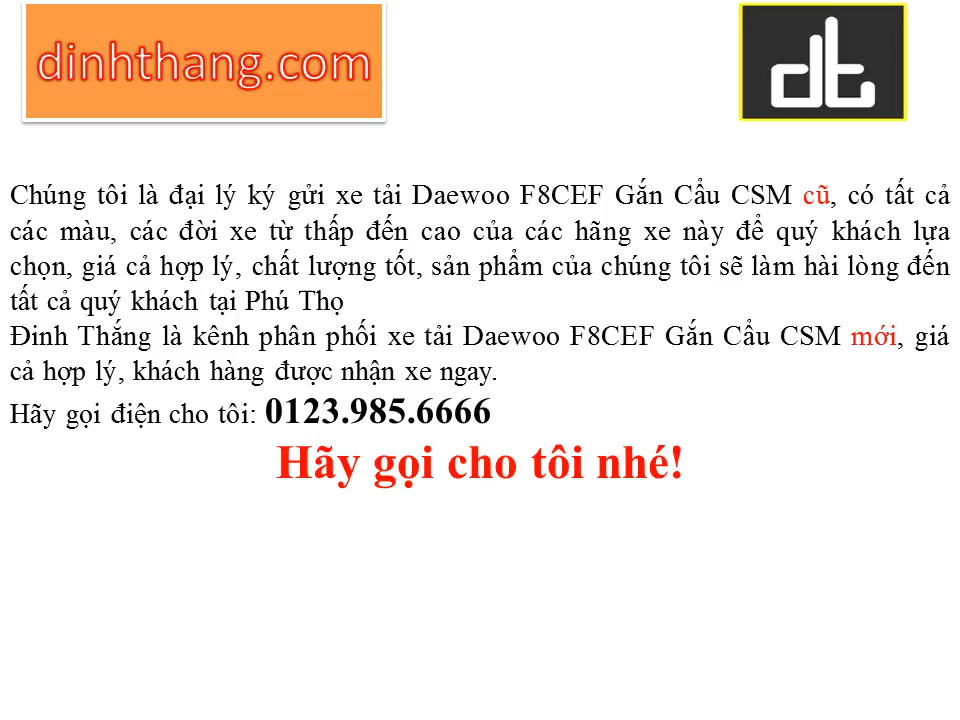 dinhthang.com
dt
Chúng tôi là đại lý ký gửi xe tải Daewoo F8CEF Gắn Cẩu CSM cũ, có tất cả
các màu, các đời xe từ thấp đến cao của các hãng xe này để quý khách lựa
chọn, giá cả hợp lý, chất lượng tốt, sản phẩm của chúng tôi sẽ làm hài lòng đến
tất cả quý khách tại Phú Thọ
Đinh Thắng là kênh phân phối xe tải Daewoo F8CEF Gắn Cẩu CSM mới, giá
cả hợp lý, khách hàng được nhận xe ngay.
Hãy gọi điện cho tôi: 0123.985.6666
Hãy gọi cho tôi nhé!